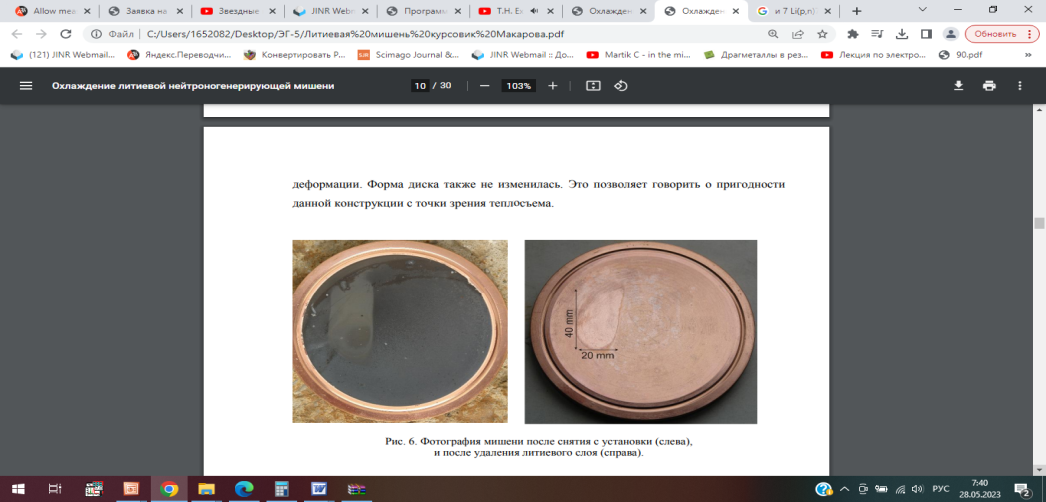 Allow mee
Заявка на
Звездные
JINR Webm
Программ
Т.Н. Ек
Охлажден
Охлажден
и 7 Li(p,n)
Файл | C:/Users/1652082/Desktop/ЭГ-5/Литиевая%20мишень%20курсовик%20Макарова.pdf
Обновить
(121) JINR Webmail...
Яндекс.Переводчи...
Конвертировать Р...
Scimago Journal &...
JINR Webmail :: До...
Martik C - in the mi...
Драгметаллы в рез...
Лекция по электро...
90.pdf
»
Охлаждение литиевой нейтроногенерирующей мишени
10 / 30
103%
деформации. Форма диска также не изменилась. Это позволяет говорить о пригодности
данной конструкции с точки зрения теплосъема.
40 mm
20 mm
Рис. 6. Фотография мишени после снятия с установки (слева),
и после удаления литиевого слоя (справа).
РУС
7:40
28.05.2023
2